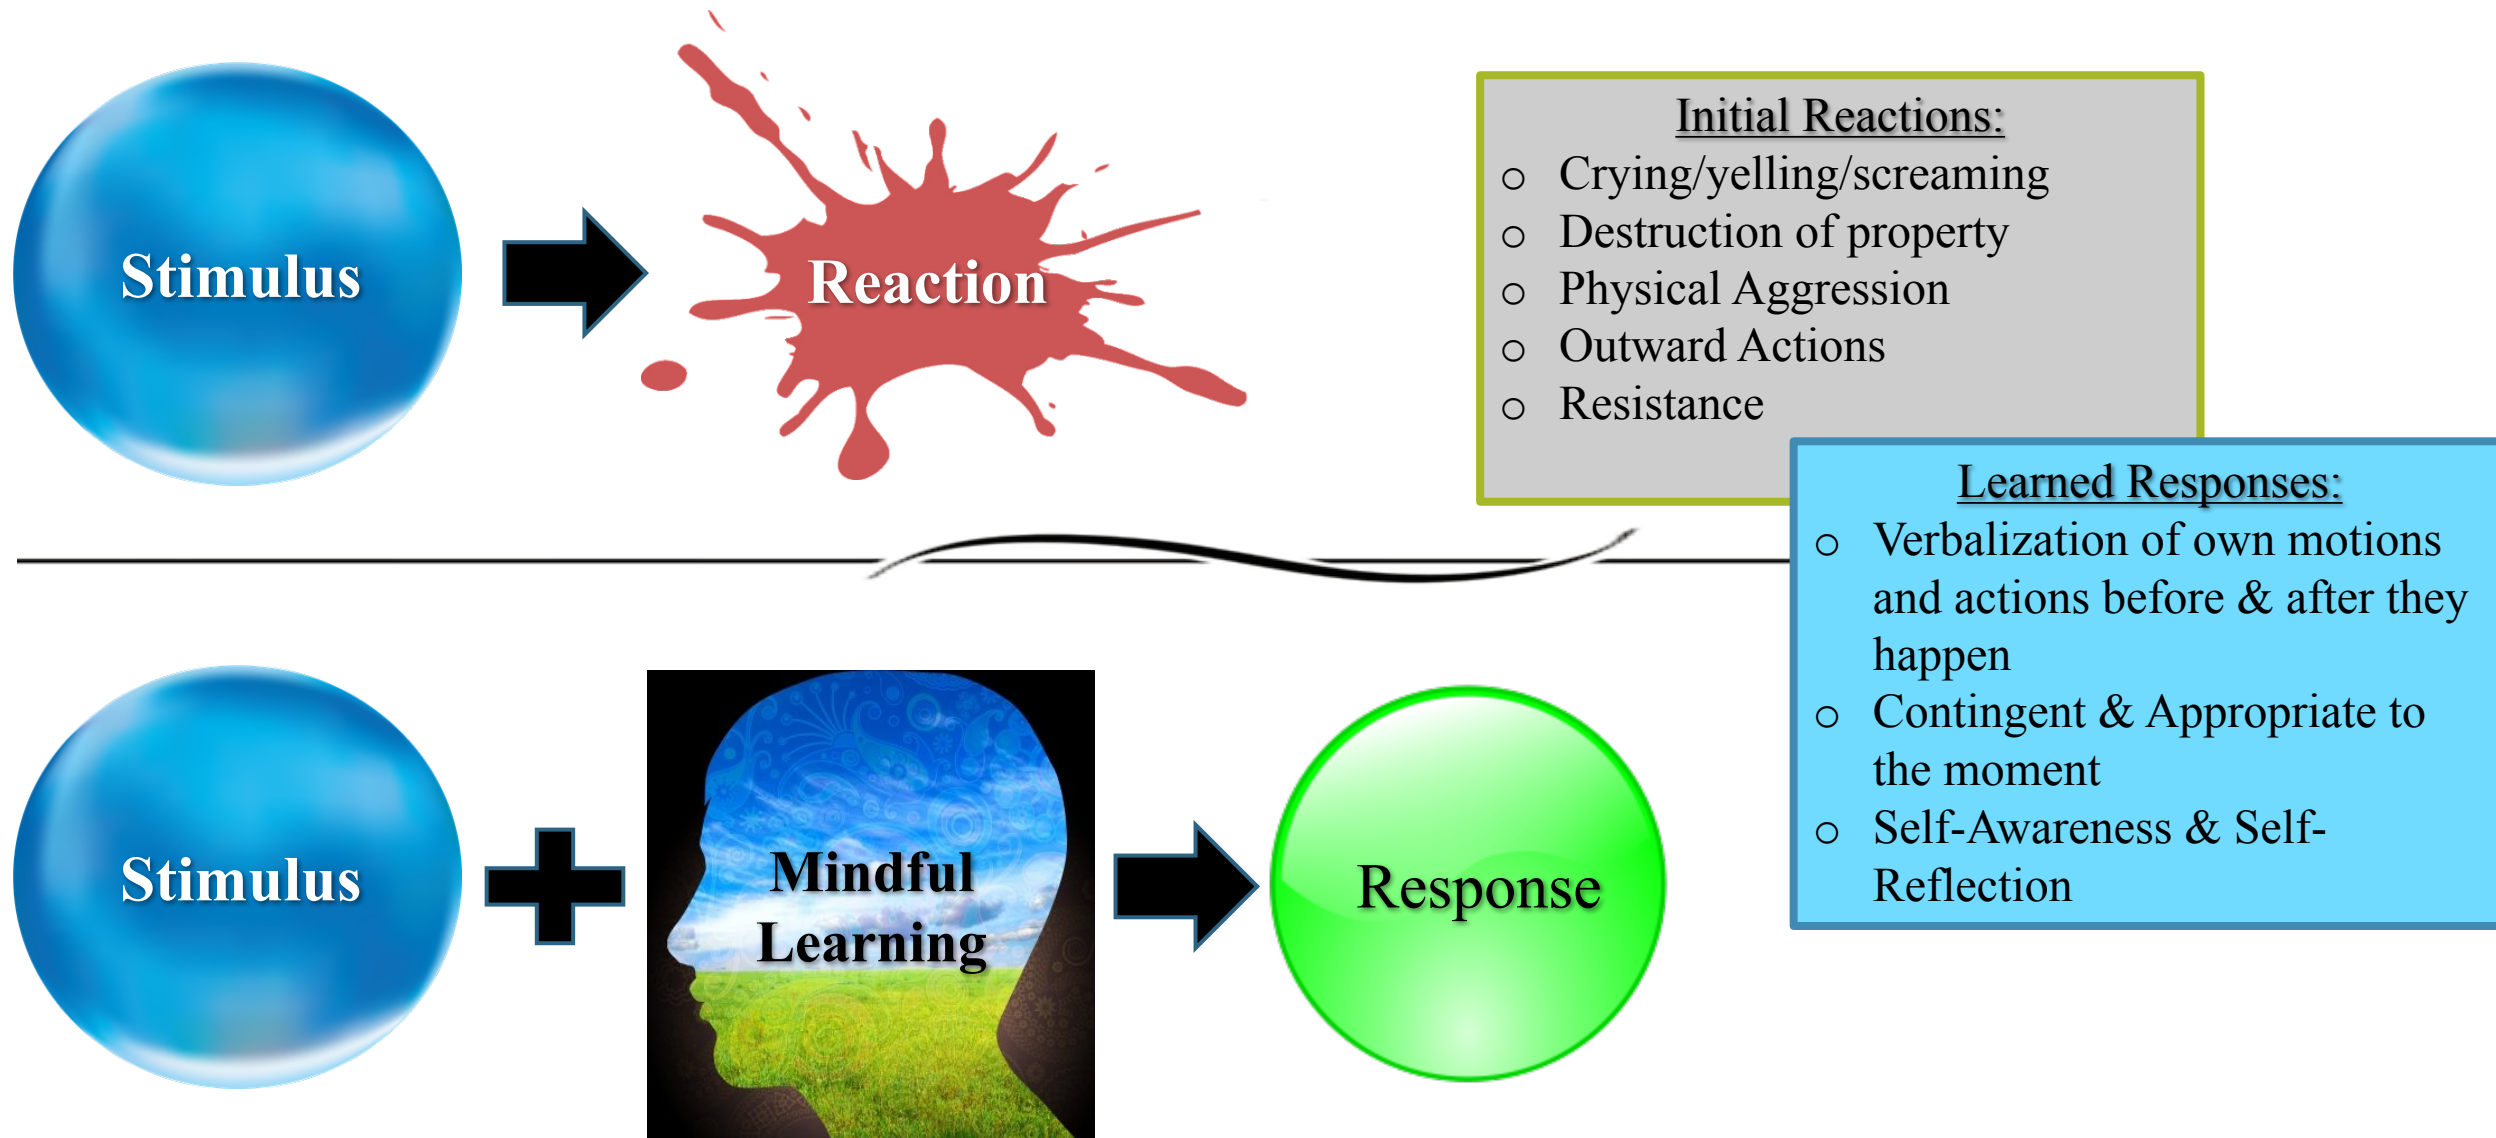 Stimulus
Reaction
Initial Reactions:
o Crying/yelling/screaming
o Destruction of property
o Physical Aggression
o Outward Actions
o Resistance
Learned Responses:
o Verbalization of own motions
and actions before & after they
happen
o Contingent & Appropriate to
the moment
o Self-Awareness & Self-
Reflection
Stimulus
Mindful
Learning
Response